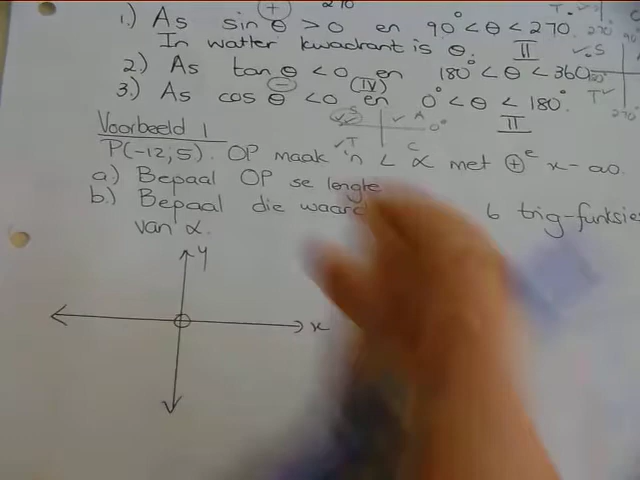 1.) As sin θ > 0 en 90° < θ < 270°.
In watter kwadrant is θ. II
2.) As tan θ < 0 en 180° < θ < 360°
IV
3.) As cos θ < 0 en 0° < θ < 180°.
II
Voorbeeld 1
P(-12;5). OP maak 'n < α met ⊕e x-as.
a) Bepaal OP se lengte
b.) Bepaal die 6 trig-funksies
van α.
y
x